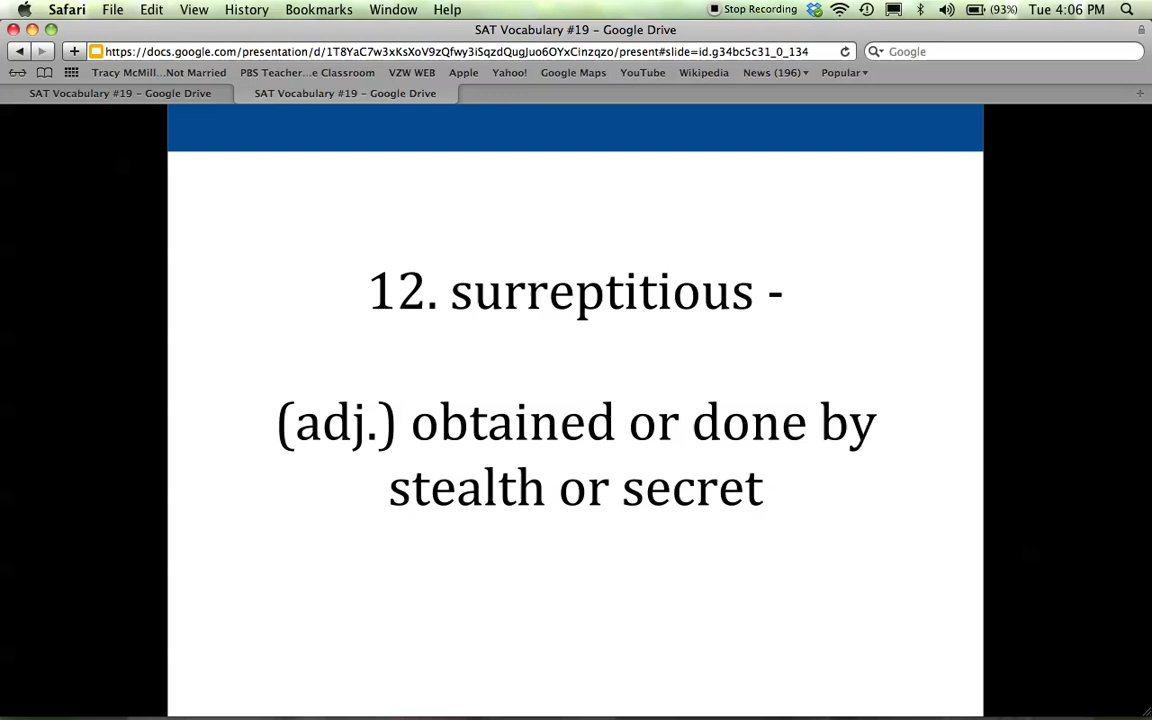 Safari File Edit View History Bookmarks Window Help Stop Recording (93%) Tue 4:06 PM
SAT Vocabulary #19 – Google Drive
https://docs.google.com/presentation/d/1T8YaC7w3xKsXoV9zQfwy3iSqzdQugJuo6OYxCinzqzo/present#slide=id.g34bc5c31_0_134 Google
Tracy McMill...Not Married PBS Teacher...e Classroom VZW WEB Apple Yahoo! Google Maps YouTube Wikipedia News (196) Popular
SAT Vocabulary #19 – Google Drive SAT Vocabulary #19 – Google Drive
12. surreptitious -
(adj.) obtained or done by
stealth or secret